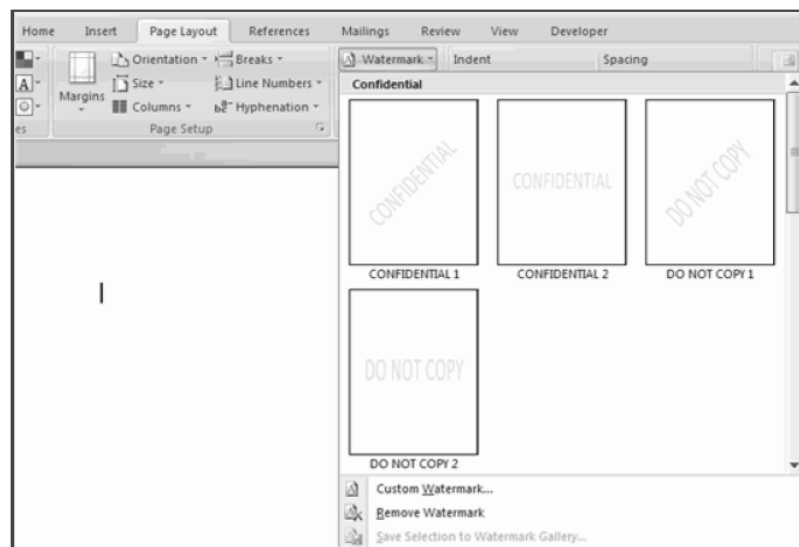 Home Insert Page Layout References Mailings Review View Developer
Orientation Breaks Watermark Indent Spacing
A Size Line Numbers
Margins Columns Hyphenation
es Page Setup
Confidential
CONFIDENTIAL CONFIDENTIAL DO NOT COPY
CONFIDENTIAL 1 CONFIDENTIAL 2 DO NOT COPY 1
DO NOT COPY
DO NOT COPY 2
Custom Watermark...
Remove Watermark
Save Selection to Watermark Gallery...